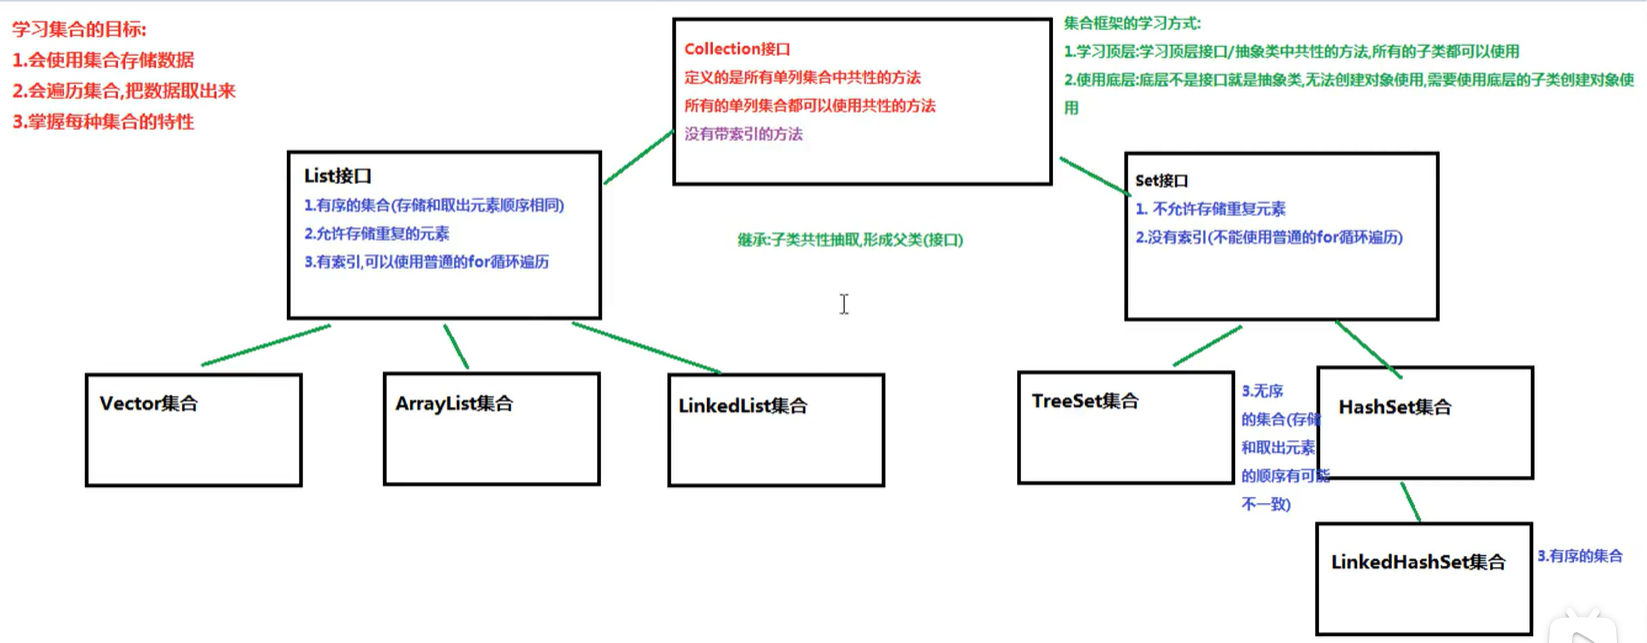 学习集合的目标:
1.会使用集合存储数据
2.会遍历集合,把数据取出来
3.掌握每种集合的特性
Collection接口
定义的是所有单列集合中共性的方法
所有的单列集合都可以使用共性的方法
没有带索引的方法
集合框架的学习方式:
1.学习顶层:学习顶层接口/抽象类中共性的方法,所有的子类都可以使用
2.使用底层:底层不是接口就是抽象类,无法创建对象使用,需要使用底层的子类创建对象使
用
List接口
1.有序的集合(存储和取出元素顺序相同)
2.允许存储重复的元素
3.有索引,可以使用普通的for循环遍历
继承:子类共性抽取,形成父类(接口)
Set接口
1. 不允许存储重复元素
2.没有索引(不能使用普通的for循环遍历)
Vector集合
ArrayList集合
LinkedList集合
TreeSet集合
3.无序
的集合(存储
和取出元素
的顺序有可能
不一致)
HashSet集合
LinkedHashSet集合
3.有序的集合